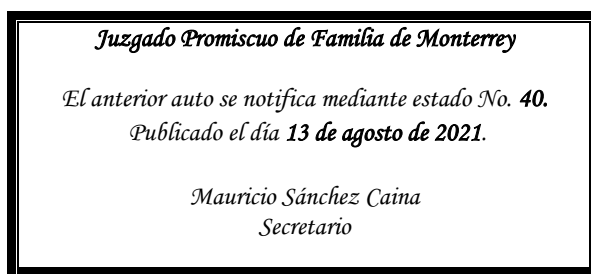 Juzgado Promiscuo de Familia de Monterrey
El anterior auto se notifica mediante estado No. 40.
Publicado el día 13 de agosto de 2021.
Mauricio Sánchez Caina
Secretario